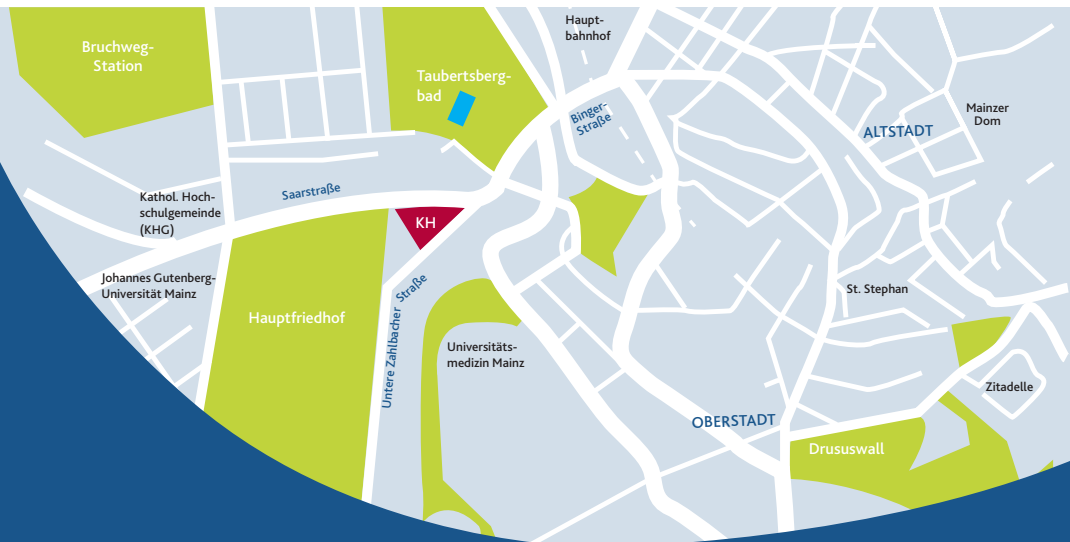 Bruchweg-
Station
Taubertsberg-
bad
Haupt-
bahnhof
Binger-
Straße
ALTSTADT
Mainzer
Dom
Kathol. Hoch-
schulgemeinde
(KHG)
Saarstraße
KH
Johannes Gutenberg-
Universität Mainz
Hauptfriedhof
Untere Zahlbacher Straße
Universitäts-
medizin Mainz
St. Stephan
Zitadelle
OBERSTADT
Drususwall